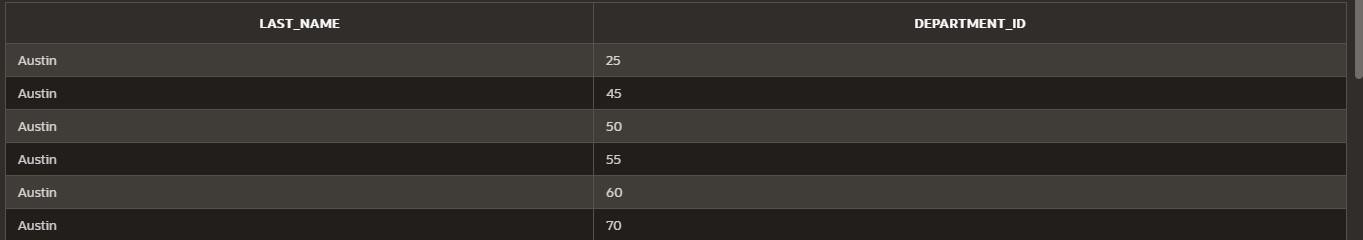 LAST_NAME DEPARTMENT_ID
Austin 25
Austin 45
Austin 50
Austin 55
Austin 60
Austin 70